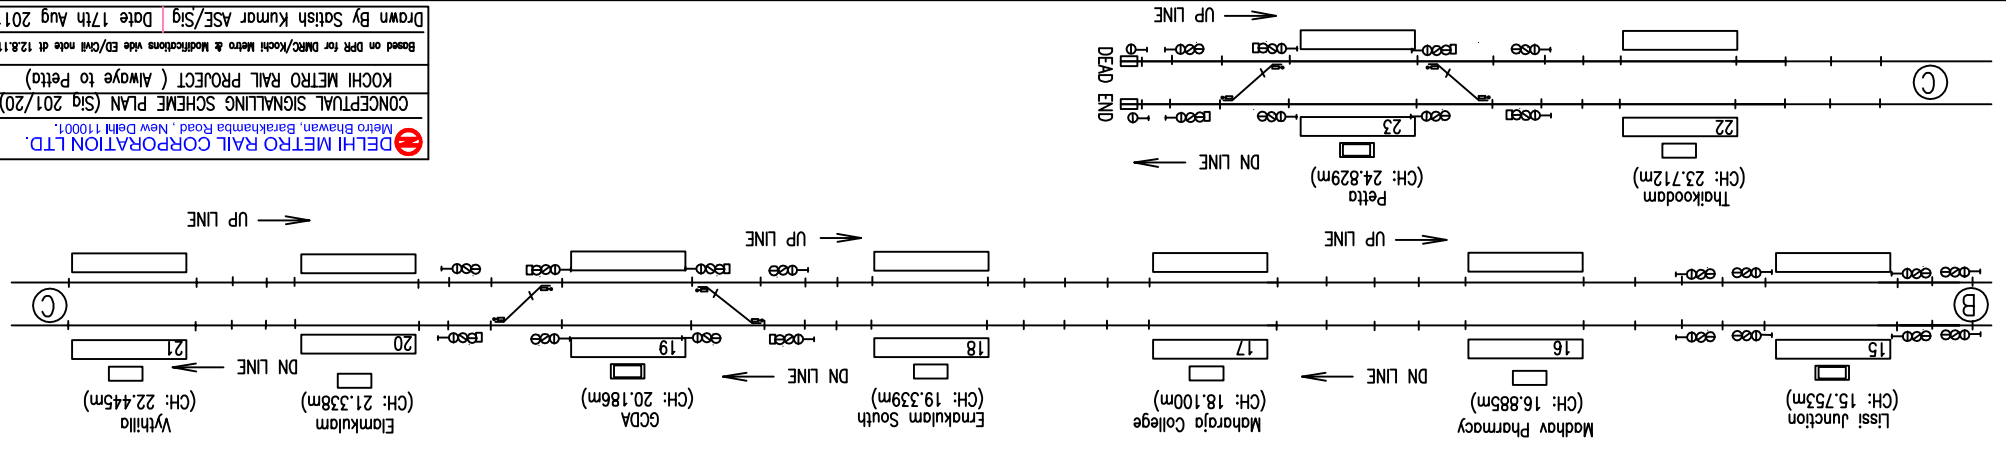 Lissi Junction
(CH: 15.753m)
Madhav Pharmacy
(CH: 16.885m)
Maharaja College
(CH: 18.100m)
Ernakulam South
(CH: 19.339m)
GCDA
(CH: 20.186m)
Elamkulam
(CH: 21.338m)
Vythilla
(CH: 22.445m)
DN LINE
DN LINE
DN LINE
15
16
17
18
19
20
21
B
C
UP LINE
UP LINE
UP LINE
Thaikoodam
(CH: 23.712m)
Petta
(CH: 24.829m)
DN LINE
22
23
C
DEAD END
UP LINE
DELHI METRO RAIL CORPORATION LTD.
Metro Bhawan, Barakhamba Road , New Delhi 110001.
CONCEPTUAL SIGNALLING SCHEME PLAN (Sig 201/20)
KOCHI METRO RAIL PROJECT ( Alwaye to Petta)
Based on DPR for DMRC/Kochi Metro & Modifications vide ED/Civil note dt 12.8.11
Drawn By Satish Kumar ASE/Sig Date 17th Aug 201